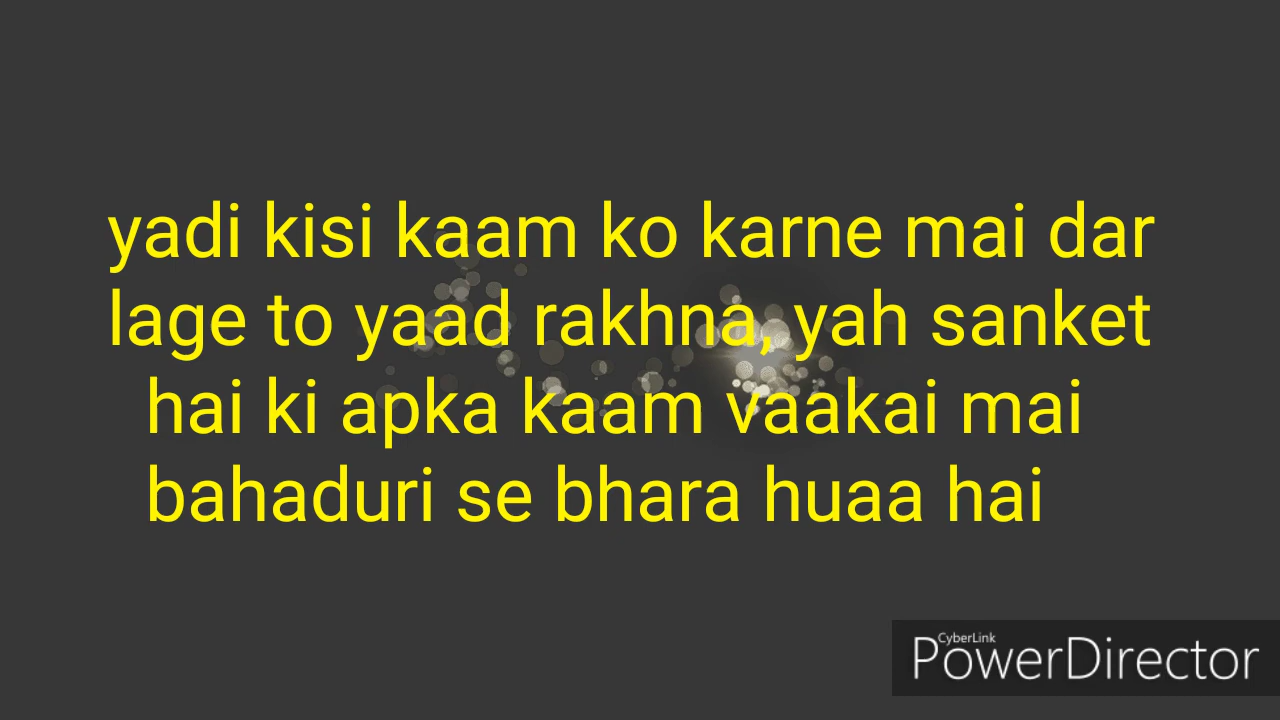 yadi kisi kaam ko karne mai dar
lage to yaad rakhna, yah sanket
hai ki apka kaam vaakai mai
bahaduri se bhara huaa hai
CyberLink
PowerDirector